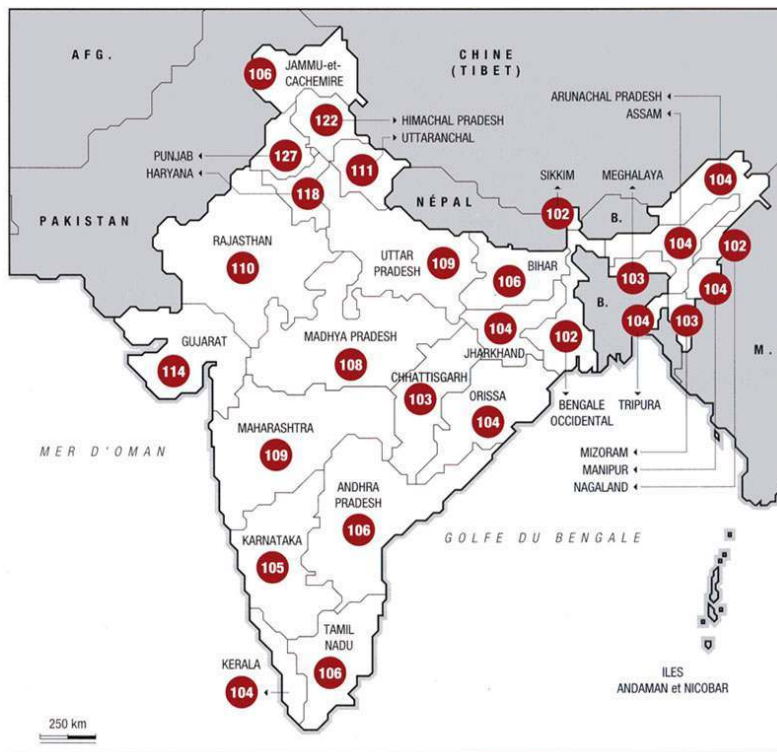 AFG.
CHINE
(TIBET)
JAMMU-et-
CACHEMIRE
106
ARUNACHAL PRADESH
ASSAM
122
HIMACHAL PRADESH
UTTARANCHAL
PUNJAB
127
HARYANA
111
118
SIKKIM
MEGHALAYA
104
PAKISTAN
NÉPAL
102
B.
RAJASTHAN
110
UTTAR
PRADESH
109
BIHAR
106
104
102
103
104
B.
GUJARAT
114
MADHYA PRADESH
108
104
JHARKHAND
102
104
103
M.
CHHATTISGARH
103
ORISSA
104
BENGALE
OCCIDENTAL
TRIPURA
MER D'OMAN
MAHARASHTRA
109
MIZORAM
MANIPUR
NAGALAND
ANDHRA
PRADESH
106
GOLFE DU BENGALE
KARNATAKA
105
TAMIL
NADU
106
KERALA
104
ILES
ANDAMAN et NICOBAR
250 km